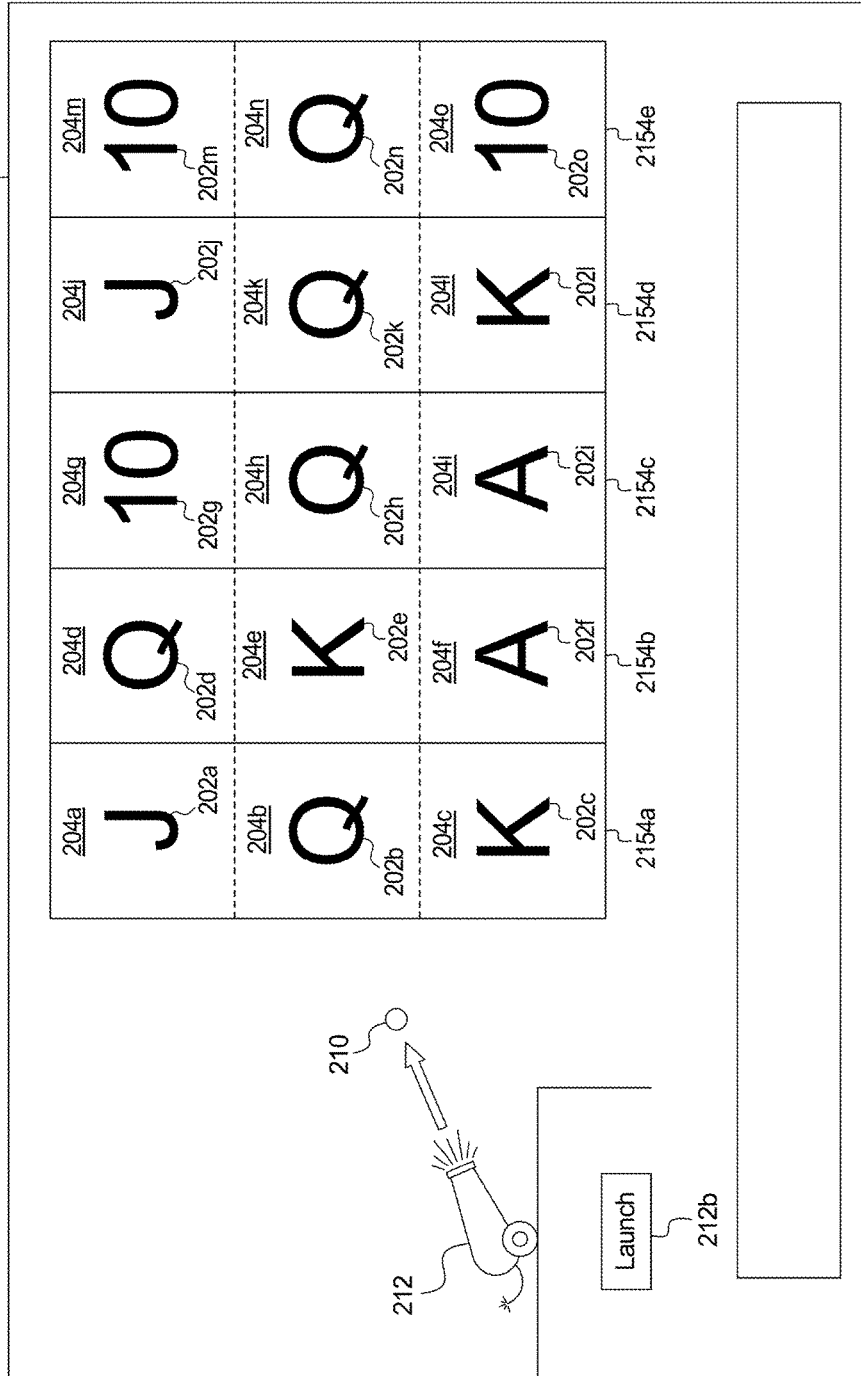 204a 204d 204g 204j 204m
J Q 10 J 10
202a 202d 202g 202j 202m
204b 204e 204h 204k 204n
Q K Q Q Q
202b 202e 202h 202k 202n
210
204c 204f 204i 204l 204o
K A A K 10
212
202c 202f 202i 202l 202o
2154a 2154b 2154c 2154d 2154e
Launch
212b